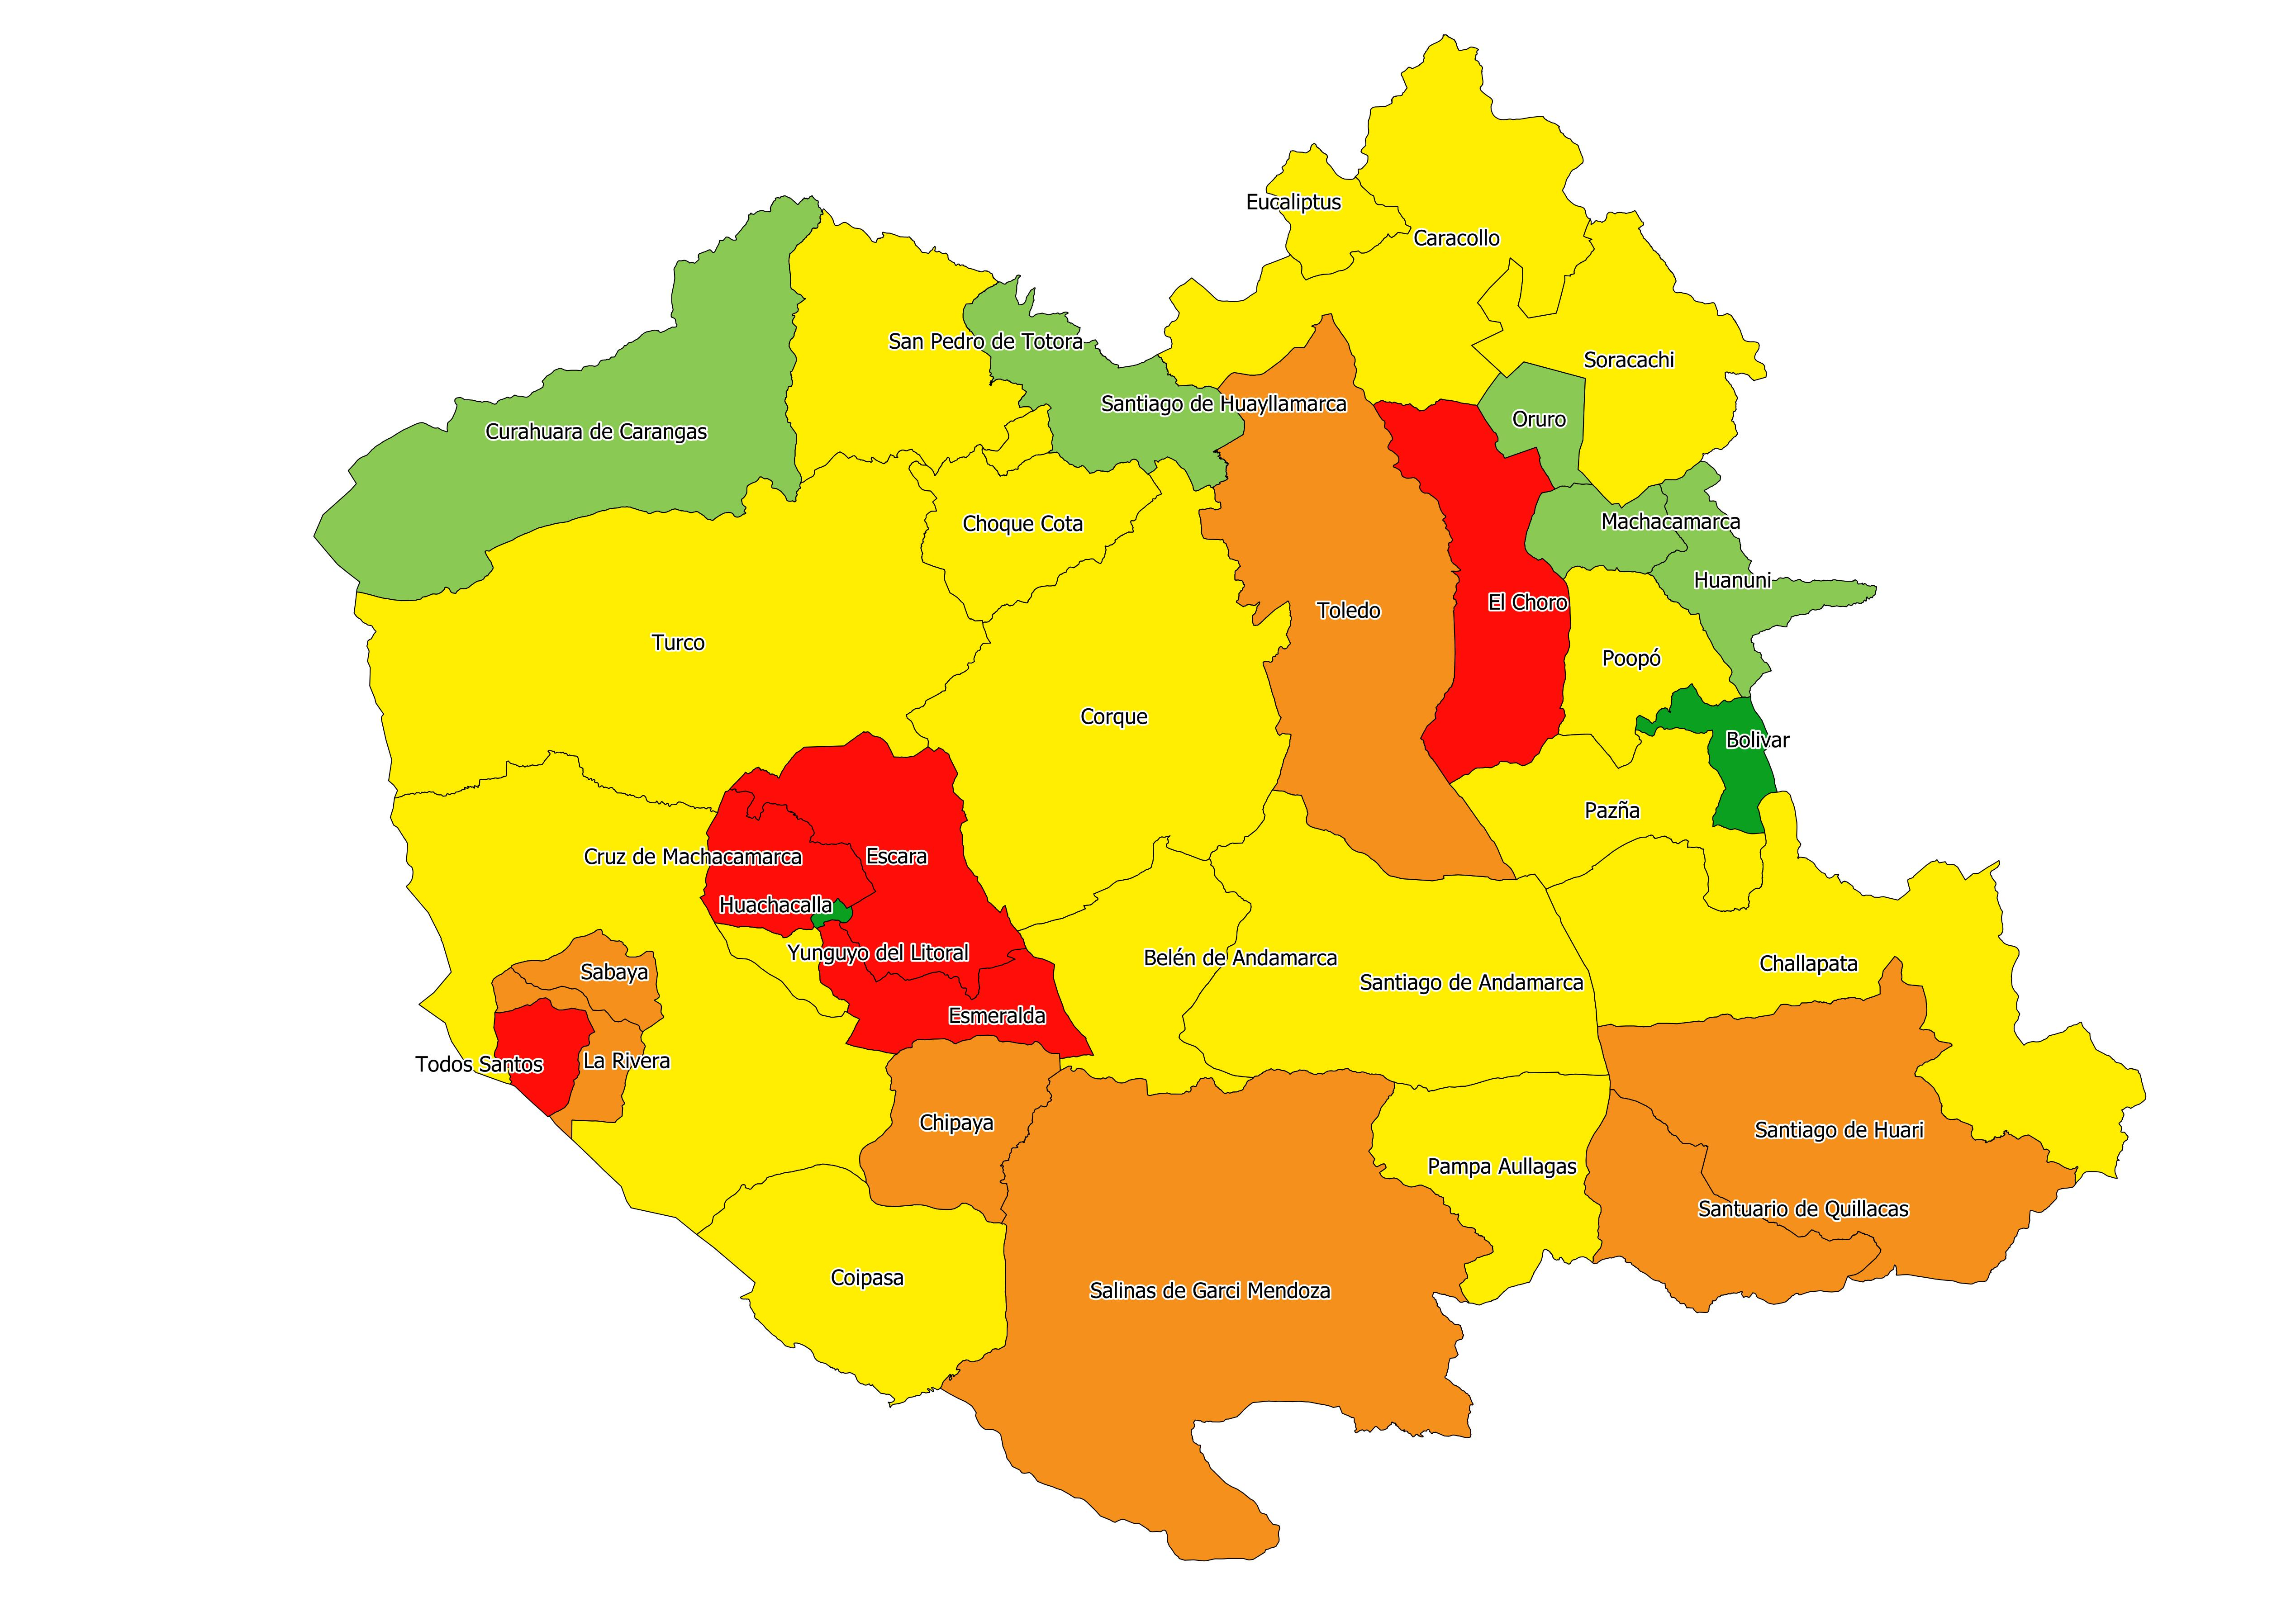 Eucaliptus
Caracollo
San Pedro de Totora
Soracachi
Santiago de Huayllamarca
Oruro
Curahuara de Carangas
Choque Cota
Machacamarca
Huanuni
El Choro
Toledo
Turco
Poopó
Corque
Bolivar
Pazña
Cruz de Machacamarca
Escara
Huachacalla
Yunguyo del Litoral
Belén de Andamarca
Challapata
Sabaya
Santiago de Andamarca
Esmeralda
Todos Santos
La Rivera
Chipaya
Santiago de Huari
Pampa Aullagas
Santuario de Quillacas
Coipasa
Salinas de Garci Mendoza